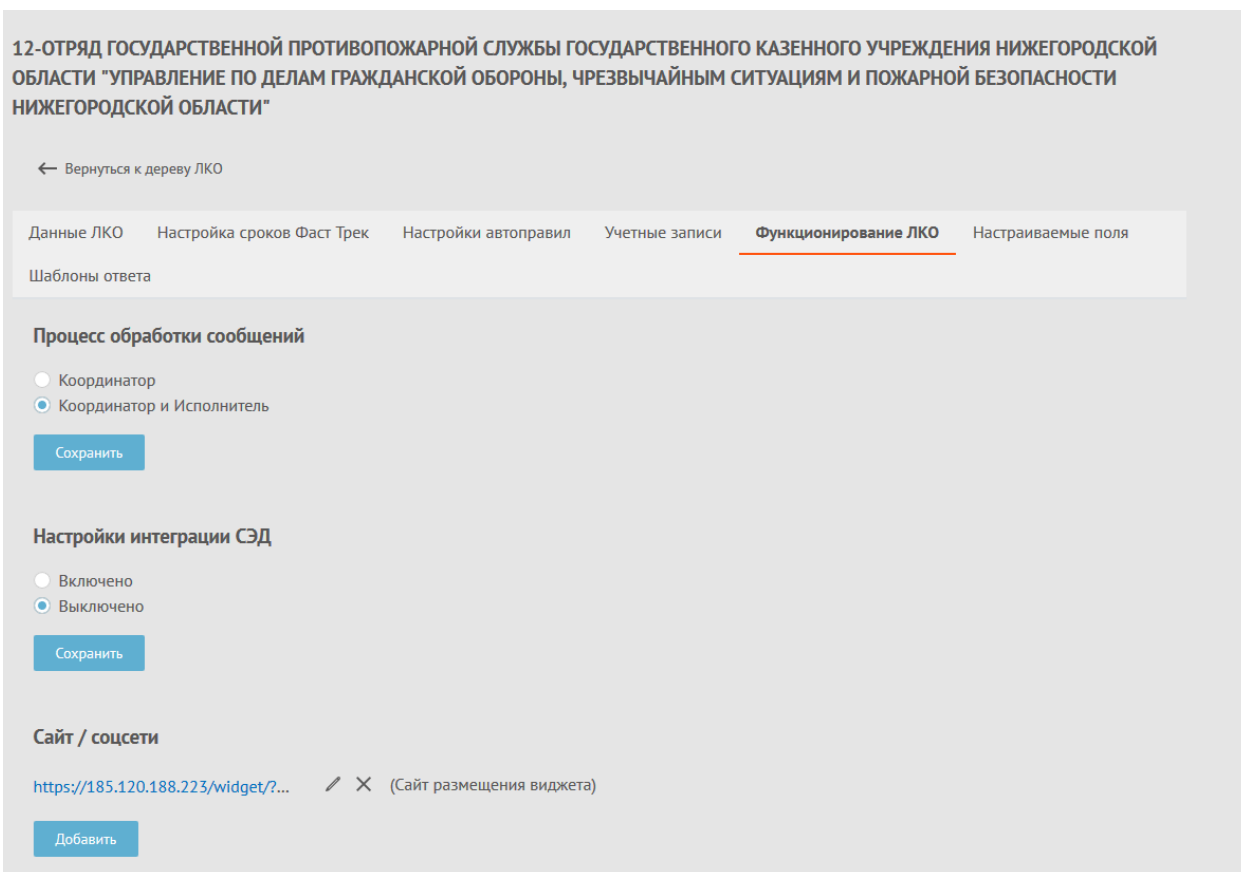 12-ОТРЯД ГОСУДАРСТВЕННОЙ ПРОТИВОПОЖАРНОЙ СЛУЖБЫ ГОСУДАРСТВЕННОГО КАЗЕННОГО УЧРЕЖДЕНИЯ НИЖЕГОРОДСКОЙ
ОБЛАСТИ "УПРАВЛЕНИЕ ПО ДЕЛАМ ГРАЖДАНСКОЙ ОБОРОНЫ, ЧРЕЗВЫЧАЙНЫМ СИТУАЦИЯМ И ПОЖАРНОЙ БЕЗОПАСНОСТИ
НИЖЕГОРОДСКОЙ ОБЛАСТИ"
← Вернуться к дереву ЛКО
Данные ЛКО Настройка сроков Фаст Трек Настройки автоправил Учетные записи Функционирование ЛКО Настраиваемые поля
Шаблоны ответа
Процесс обработки сообщений
Координатор
Координатор и Исполнитель
Сохранить
Настройки интеграции СЭД
Включено
Выключено
Сохранить
Сайт / соцсети
https://185.120.188.223/widget/?... (Сайт размещения виджета)
Добавить